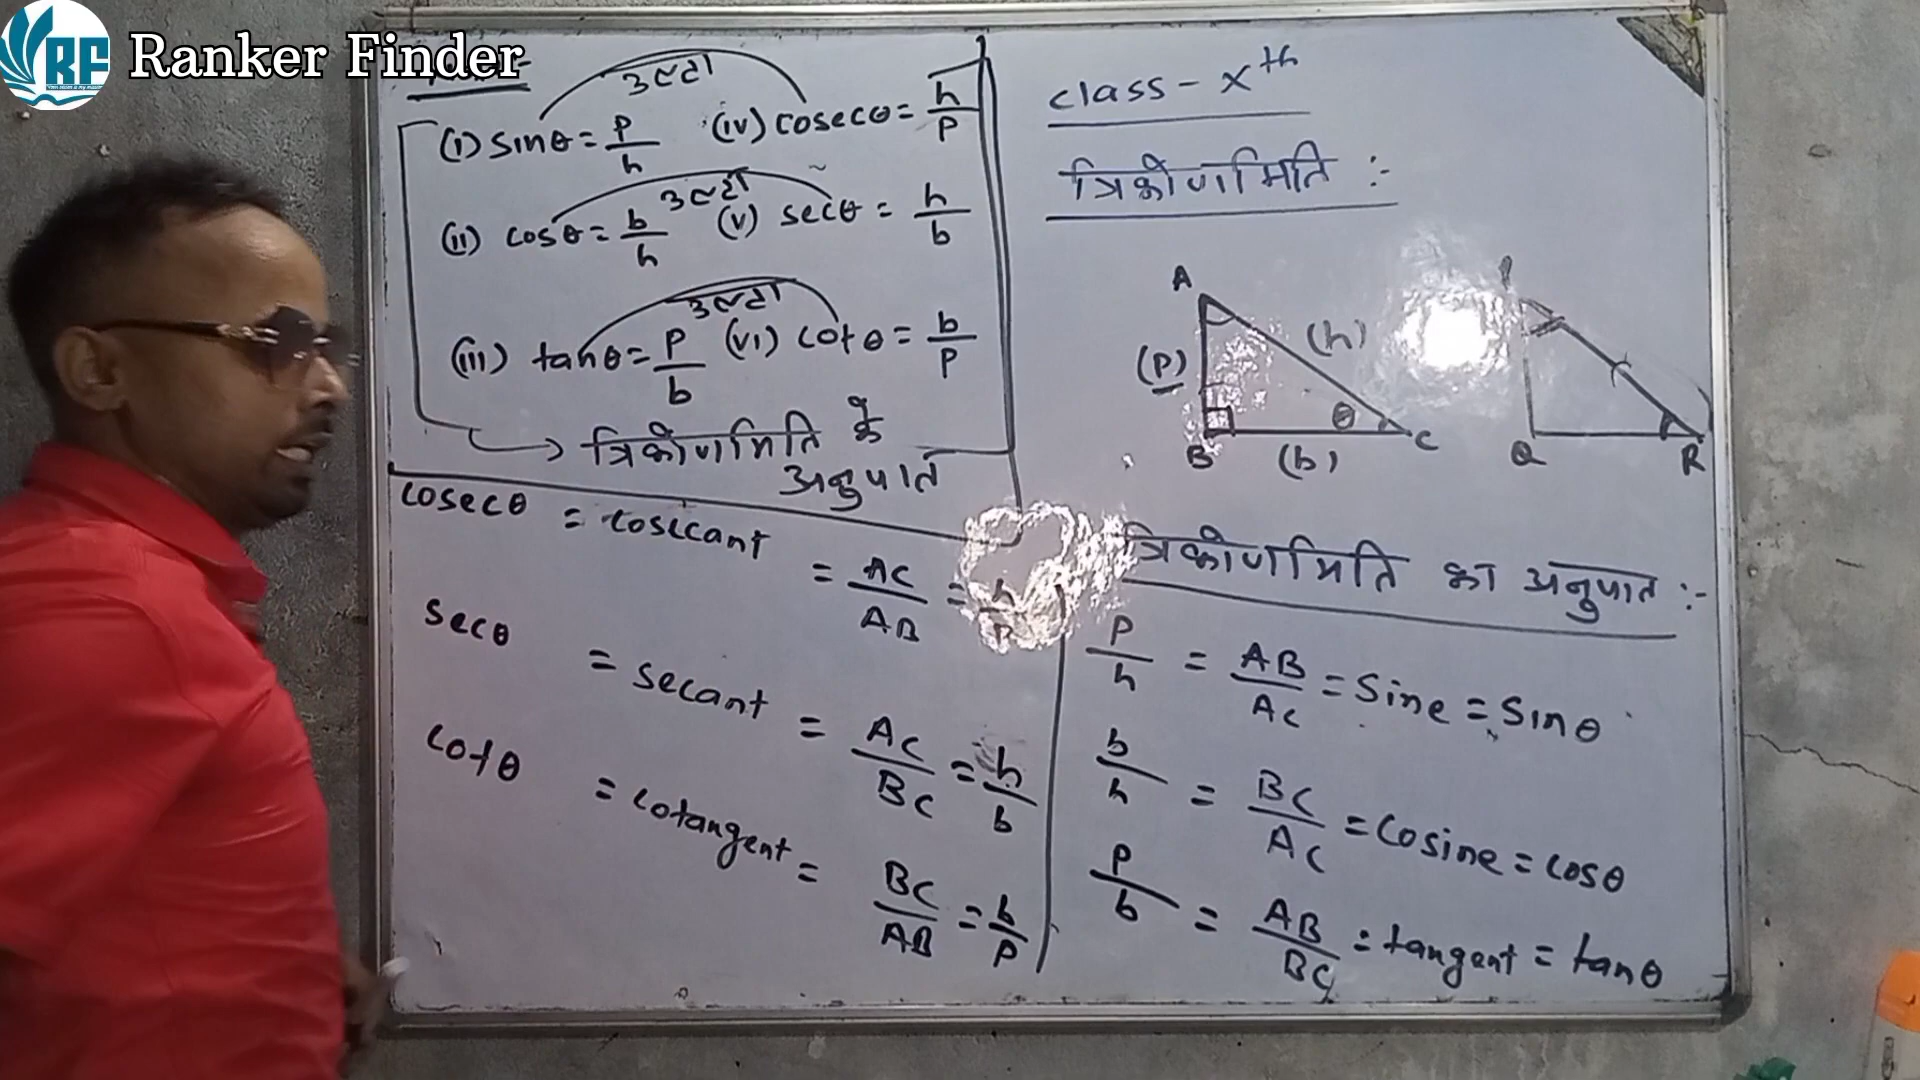 Ranker Finder
उल्टा
(i) sinθ = P/h (iv) cosecθ = h/P
उल्टा
(ii) cosθ = b/h (v) secθ = h/b
उल्टा
(iii) tanθ = P/b (vi) cotθ = b/P
त्रिकोणमिति के
अनुपात
cosecθ = cosecant = AC/AB = h/P
secθ = secant = AC/BC = h/b
cotθ = cotangent = BC/AB = b/P
class - Xth
त्रिकोणमिति :-
A
(P) (h)
θ
B (b) C
Q R
त्रिकोणमिति का अनुपात :-
P/h = AB/AC = Sine = Sinθ
b/h = BC/AC = Cosine = cosθ
P/b = AB/BC = tangent = tanθ